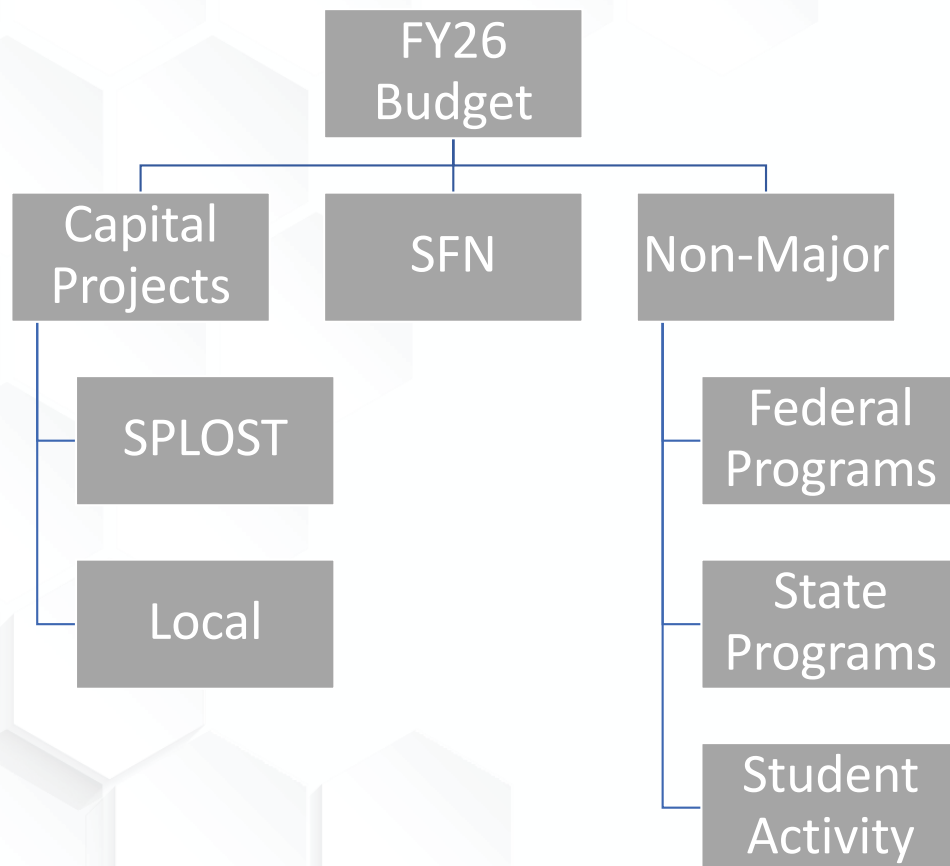 FY26
Budget
Capital
Projects
SFN
Non-Major
SPLOST
Local
Federal
Programs
State
Programs
Student
Activity